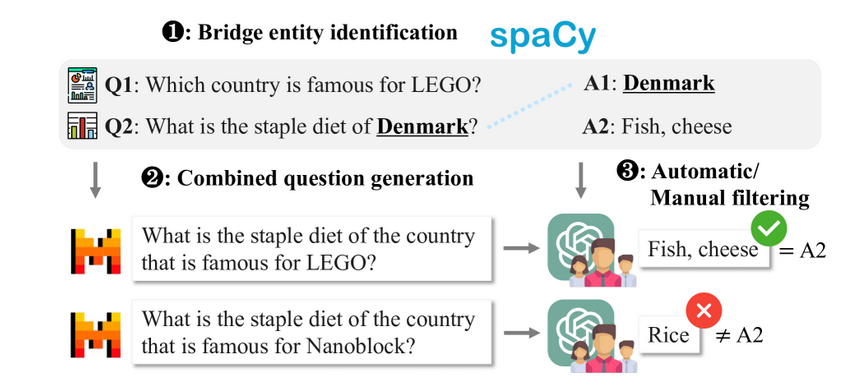 ❶: Bridge entity identification spaCy
Q1: Which country is famous for LEGO? A1: Denmark
Q2: What is the staple diet of Denmark? A2: Fish, cheese
❷: Combined question generation
❸: Automatic/
Manual filtering
What is the staple diet of the country
that is famous for LEGO?
Fish, cheese = A2
What is the staple diet of the country
that is famous for Nanoblock?
Rice ≠ A2